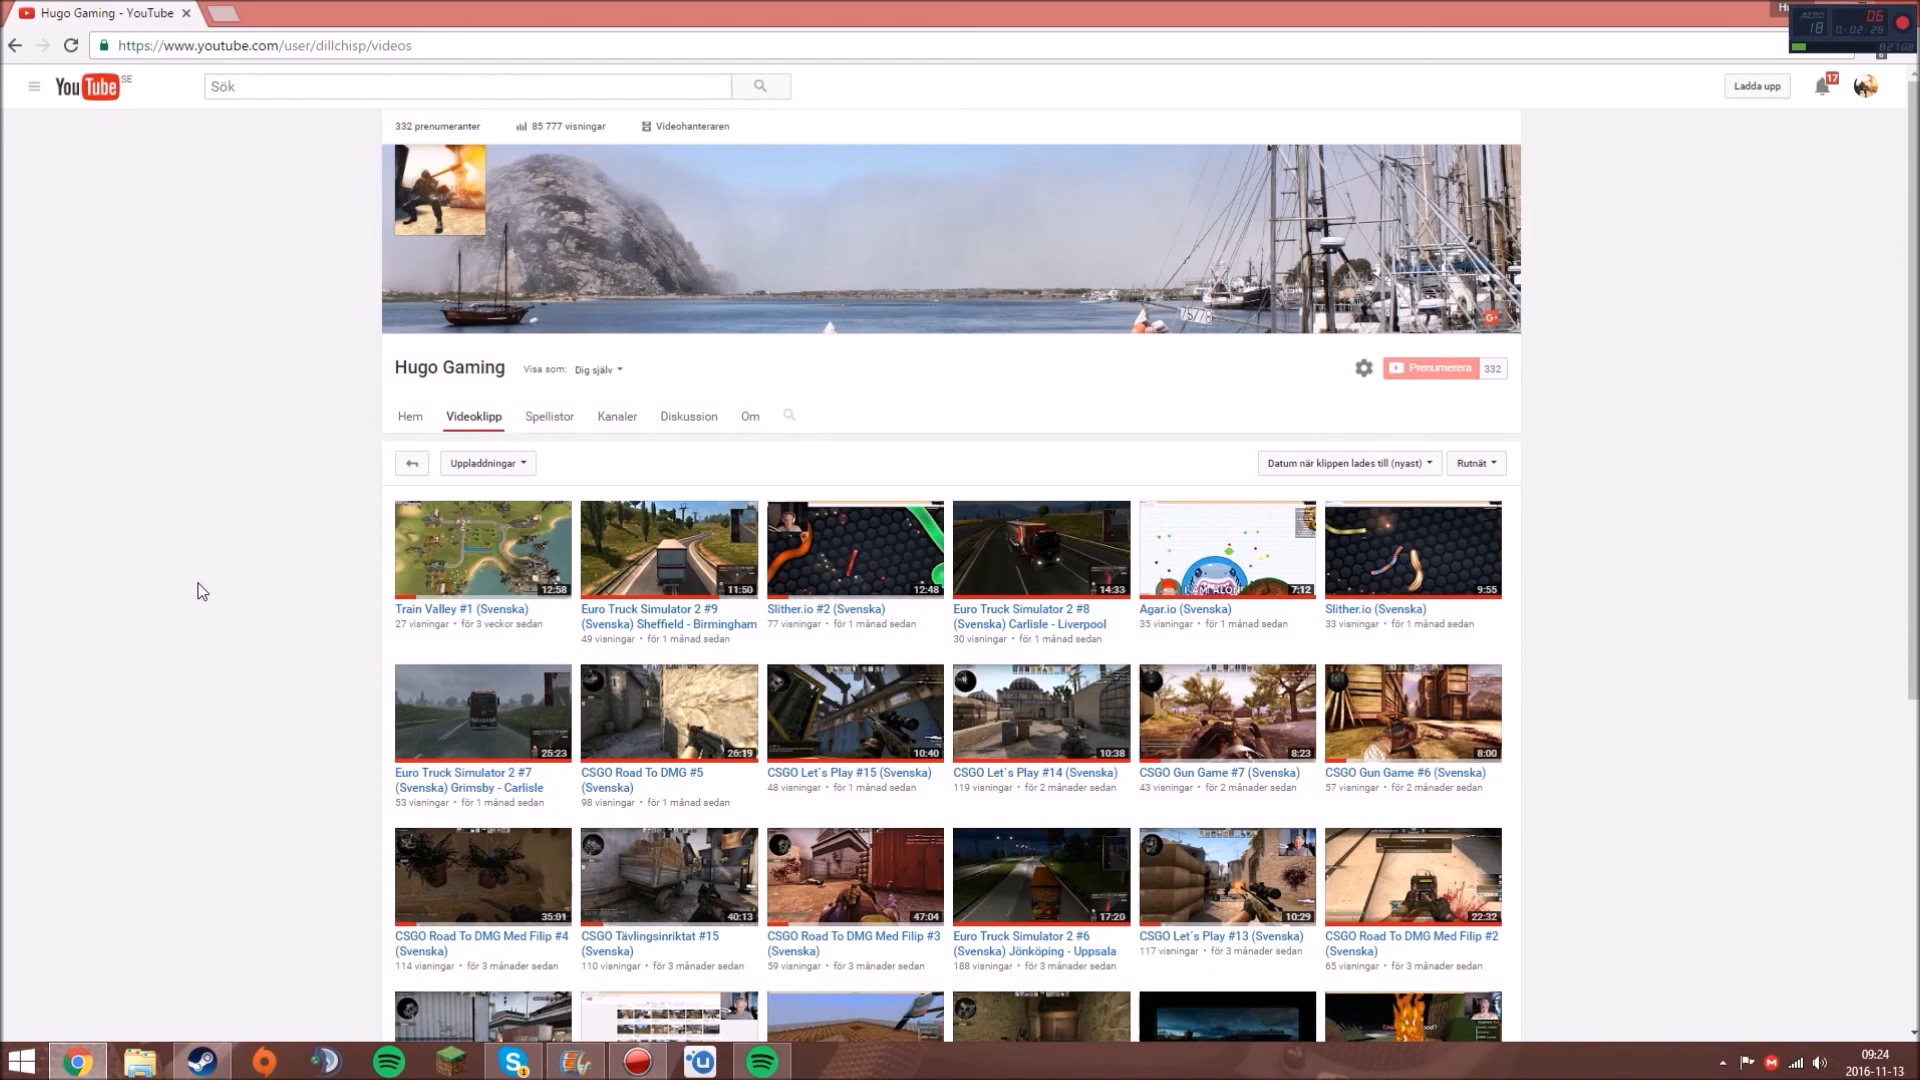 Hugo Gaming - YouTube
https://www.youtube.com/user/dillchisp/videos
AERO
18
06
0:02:29
YouTube SE
Sök
Ladda upp
17
332 prenumeranter
85 777 visningar
Videohanteraren
75778
G+
Hugo Gaming
Visa som: Dig själv
Prenumerera 332
Hem
Videoklipp
Spellistor
Kanaler
Diskussion
Om
Uppladdningar
Datum när klippen lades till (nyast)
Rutnät
12:58
11:50
12:48
14:33
I AM ALONE
7:12
9:55
Train Valley #1 (Svenska)
27 visningar • för 3 veckor sedan
Euro Truck Simulator 2 #9
(Svenska) Sheffield - Birmingham
49 visningar • för 1 månad sedan
Slither.io #2 (Svenska)
77 visningar • för 1 månad sedan
Euro Truck Simulator 2 #8
(Svenska) Carlisle - Liverpool
30 visningar • för 1 månad sedan
Agar.io (Svenska)
35 visningar • för 1 månad sedan
Slither.io (Svenska)
33 visningar • för 1 månad sedan
25:23
26:19
10:40
10:38
8:23
8:00
Euro Truck Simulator 2 #7
(Svenska) Grimsby - Carlisle
53 visningar • för 1 månad sedan
CSGO Road To DMG #5
(Svenska)
98 visningar • för 1 månad sedan
CSGO Let´s Play #15 (Svenska)
48 visningar • för 1 månad sedan
CSGO Let´s Play #14 (Svenska)
119 visningar • för 2 månader sedan
CSGO Gun Game #7 (Svenska)
43 visningar • för 2 månader sedan
CSGO Gun Game #6 (Svenska)
57 visningar • för 2 månader sedan
35:01
40:13
47:04
17:20
10:29
22:32
CSGO Road To DMG Med Filip #4
(Svenska)
114 visningar • för 3 månader sedan
CSGO Tävlingsinriktat #15
(Svenska)
110 visningar • för 3 månader sedan
CSGO Road To DMG Med Filip #3
(Svenska)
59 visningar • för 3 månader sedan
Euro Truck Simulator 2 #6
(Svenska) Jönköping - Uppsala
188 visningar • för 3 månader sedan
CSGO Let´s Play #13 (Svenska)
117 visningar • för 3 månader sedan
CSGO Road To DMG Med Filip #2
(Svenska)
65 visningar • för 3 månader sedan
09:24
2016-11-13